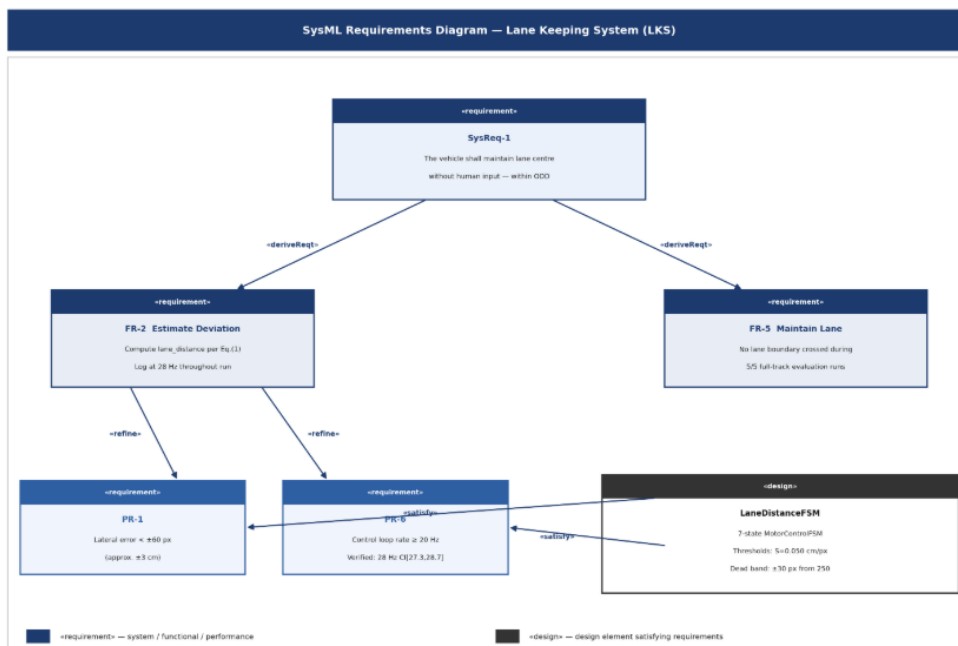 SysML Requirements Diagram — Lane Keeping System (LKS)
«requirement»
SysReq-1
The vehicle shall maintain lane centre
without human input — within ODD
«deriveReqt»
«deriveReqt»
«requirement»
FR-2 Estimate Deviation
Compute lane_distance per Eq.(1)
Log at 28 Hz throughout run
«requirement»
FR-5 Maintain Lane
No lane boundary crossed during
5/5 full-track evaluation runs
«refine»
«refine»
«requirement»
PR-1
Lateral error < ±60 px
(approx. ±3 cm)
«requirement»
PR-6
Control loop rate ≥ 20 Hz
Verified: 28 Hz CI[27.3,28.7]
«satisfy»
«satisfy»
«design»
LaneDistanceFSM
7-state MotorControlFSM
Thresholds: S=0.050 cm/px
Dead band: ±30 px from 250
«requirement» — system / functional / performance
«design» — design element satisfying requirements